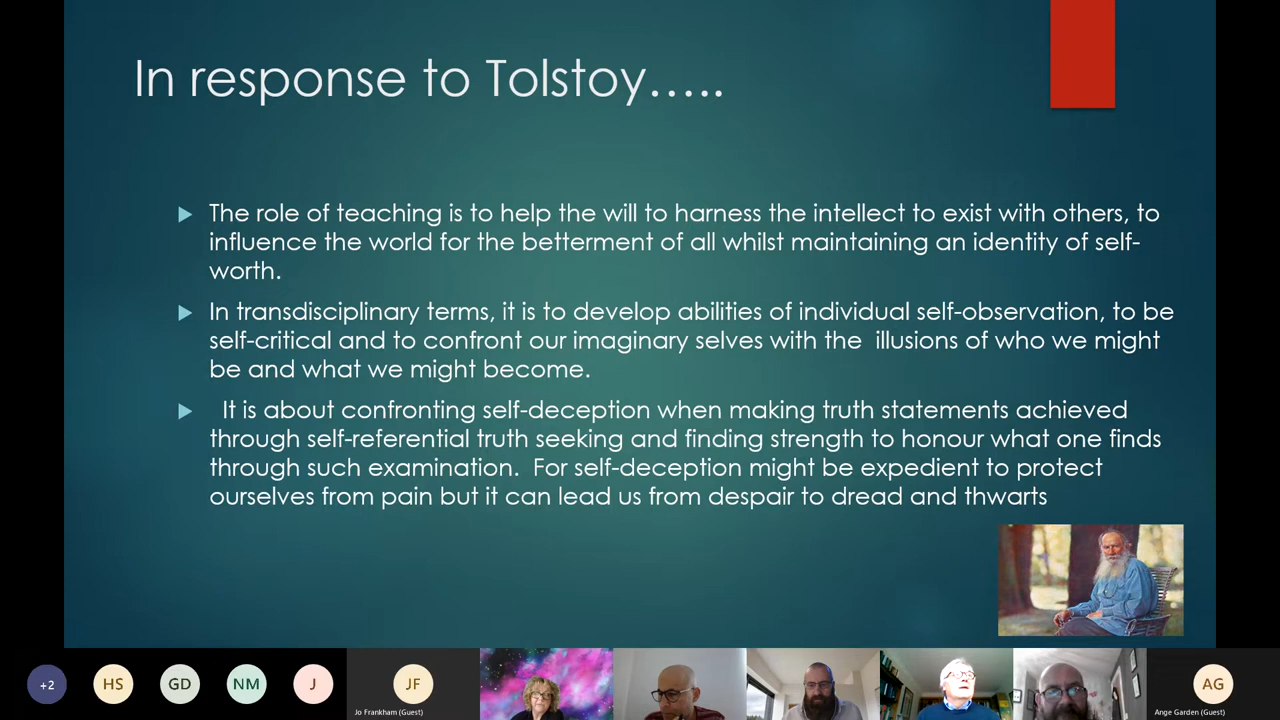 In response to Tolstoy.....
The role of teaching is to help the will to harness the intellect to exist with others, to
influence the world for the betterment of all whilst maintaining an identity of self-
worth.
In transdisciplinary terms, it is to develop abilities of individual self-observation, to be
self-critical and to confront our imaginary selves with the  illusions of who we might
be and what we might become.
It is about confronting self-deception when making truth statements achieved
through self-referential truth seeking and finding strength to honour what one finds
through such examination.  For self-deception might be expedient to protect
ourselves from pain but it can lead us from despair to dread and thwarts
+2
HS
GD
NM
J
JF
AG
Jo Frankham (Guest)
Ange Garden (Guest)